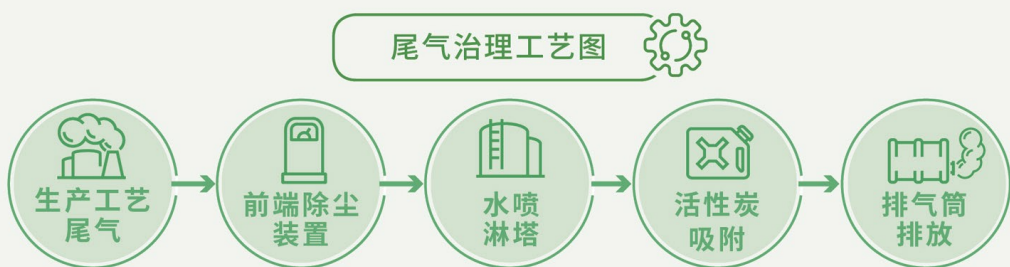 尾气治理工艺图
生产工艺
尾气
前端除尘
装置
水喷
淋塔
活性炭
吸附
排气筒
排放